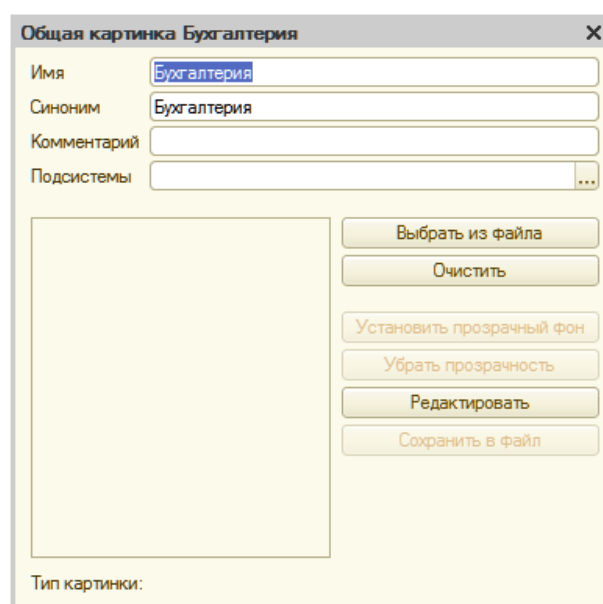 Общая картинка Бухгалтерия
Имя Бухгалтерия
Синоним Бухгалтерия
Комментарий
Подсистемы ...
Выбрать из файла
Очистить
Установить прозрачный фон
Убрать прозрачность
Редактировать
Сохранить в файл
Тип картинки: